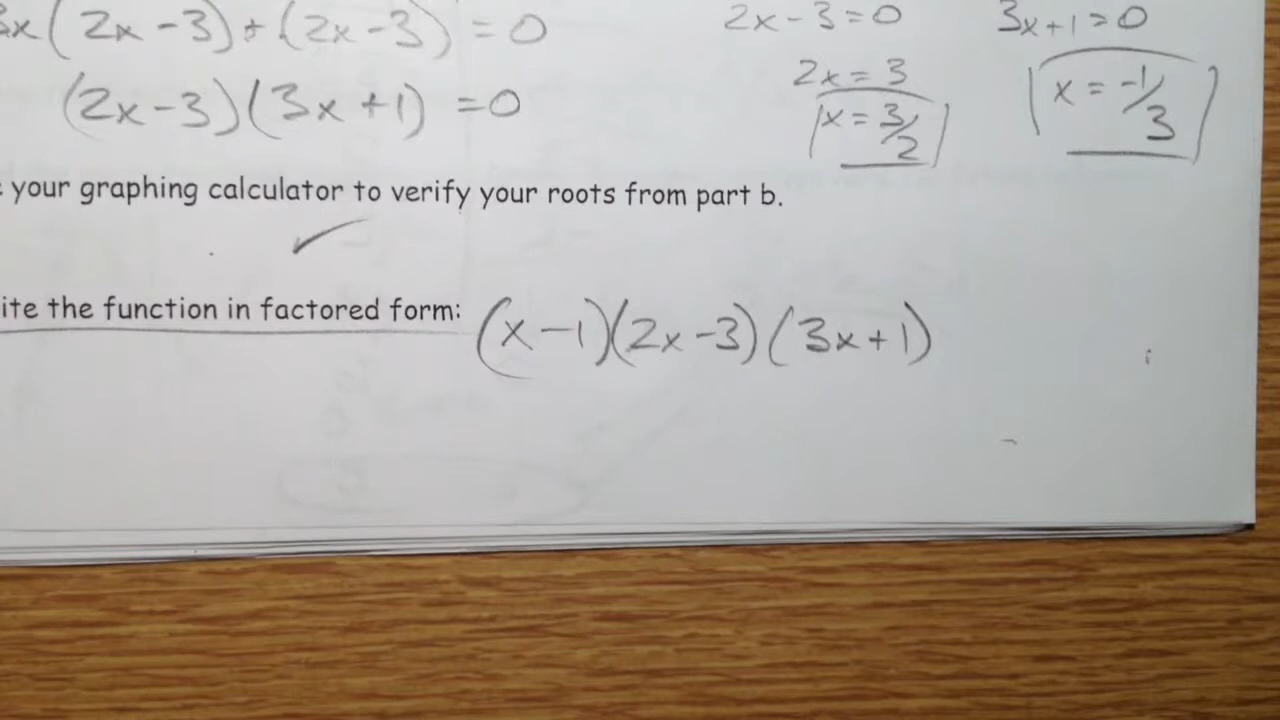 3x(2x-3)+(2x-3)=0
(2x-3)(3x+1)=0
2x-3=0
2x=3
x=3/2
3x+1=0
x=-1/3
your graphing calculator to verify your roots from part b.
✓
ite the function in factored form: (x-1)(2x-3)(3x+1)